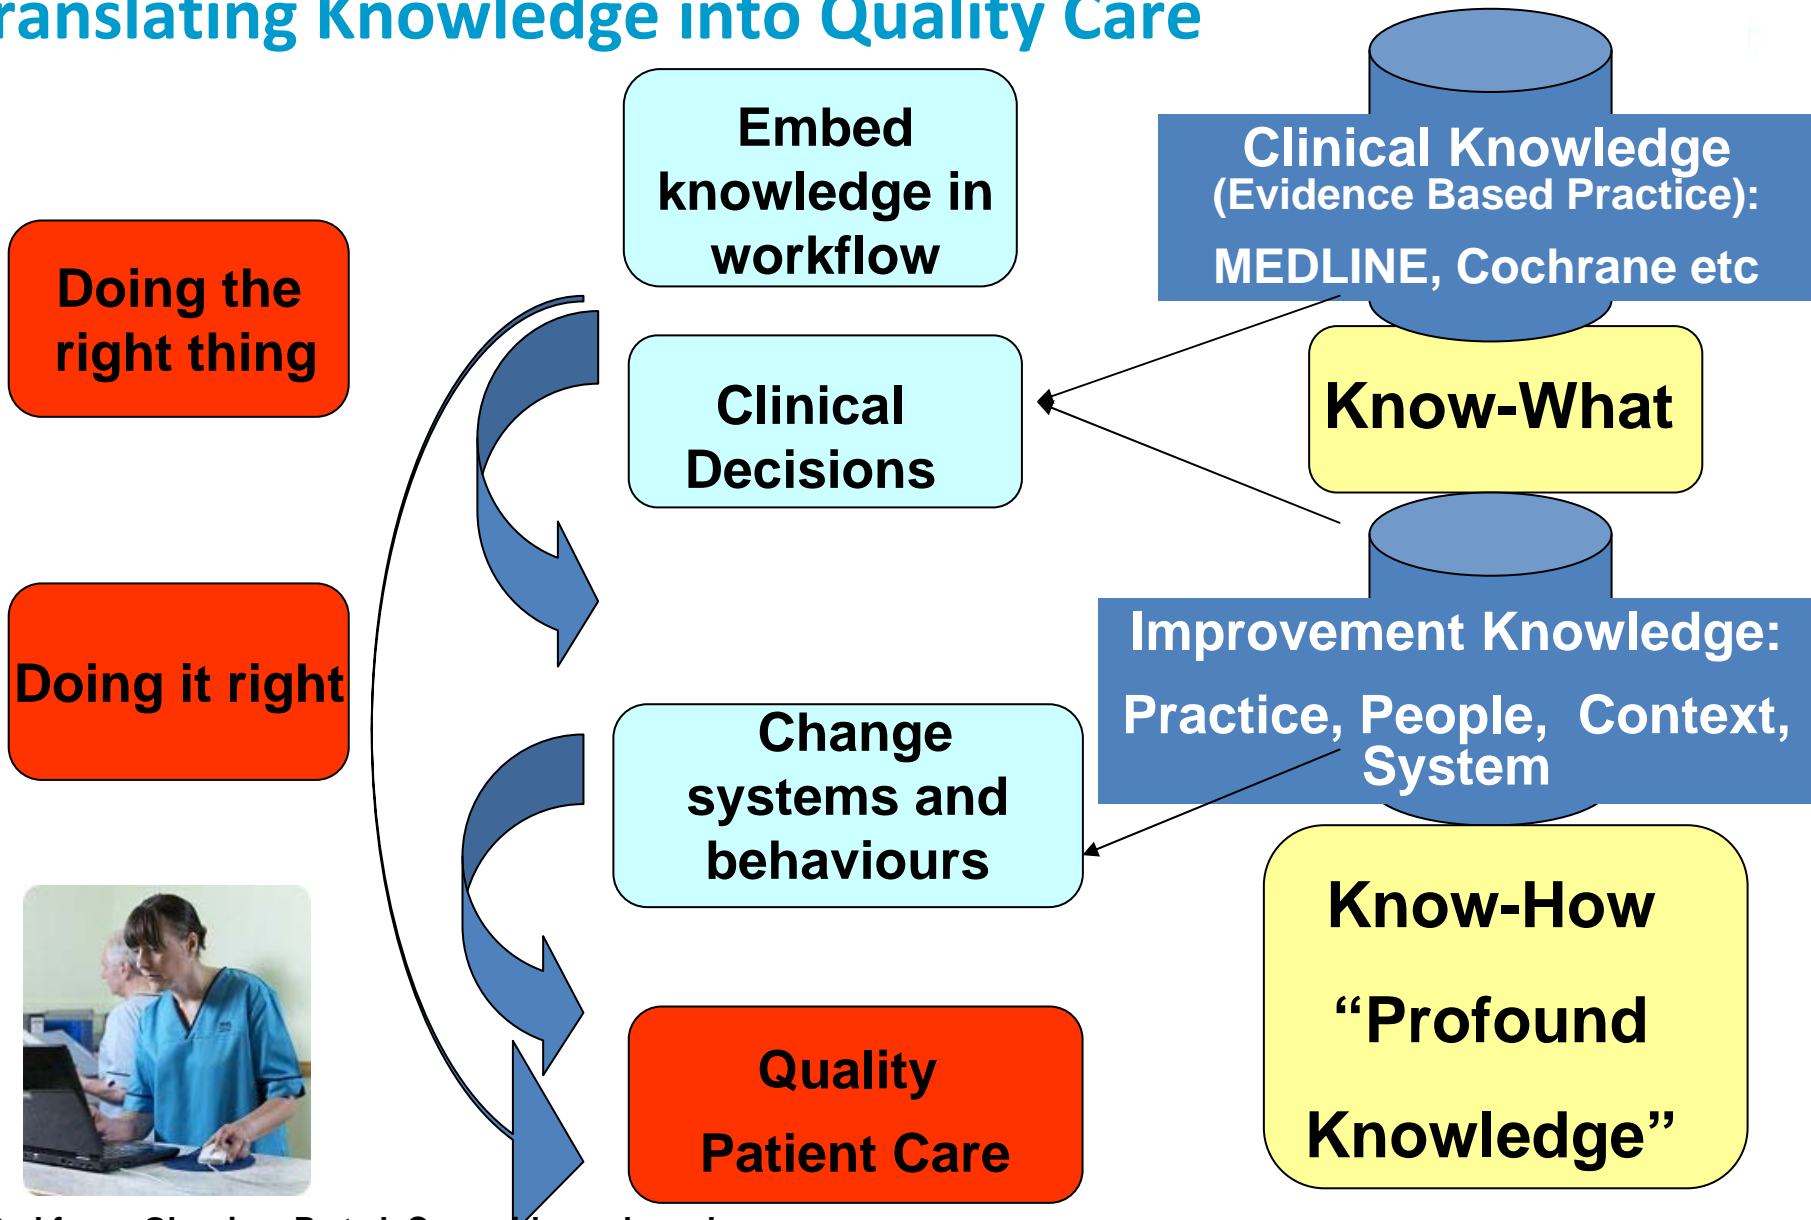 ranslating Knowledge into Quality Care
Embed
knowledge in
workflow
Clinical Knowledge
(Evidence Based Practice):
MEDLINE, Cochrane etc
Doing the
right thing
Clinical
Decisions
Know-What
Doing it right
Improvement Knowledge:
Practice, People, Context,
System
Change
systems and
behaviours
Know-How
“Profound
Knowledge”
Quality
Patient Care